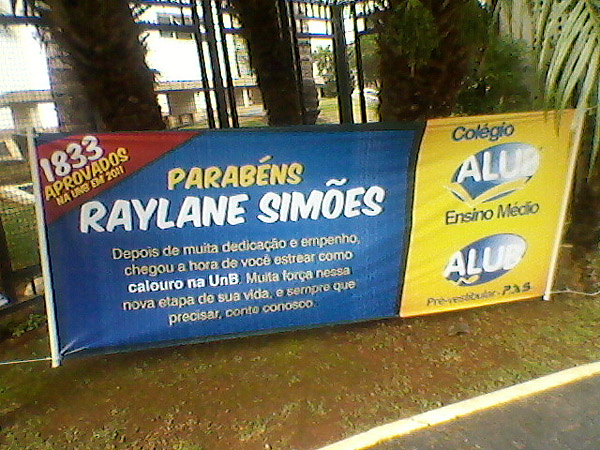 1833
APROVADOS
NA UNB EM 2011
PARABÉNS
RAYLANE SIMÕES
Depois de muita dedicação e empenho,
chegou a hora de você estrear como
calouro na UnB. Muita força nessa
nova etapa de sua vida, e sempre que
precisar, conte conosco.
Colégio
ALUB
Ensino Médio
ALUB
Pré-vestibular - P.A.S.